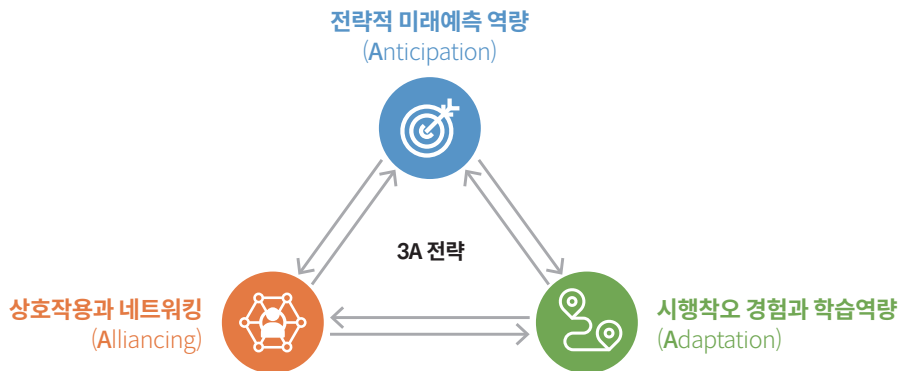 전략적 미래예측 역량
(Anticipation)
3A 전략
상호작용과 네트워킹
(Alliancing)
시행착오 경험과 학습역량
(Adaptation)